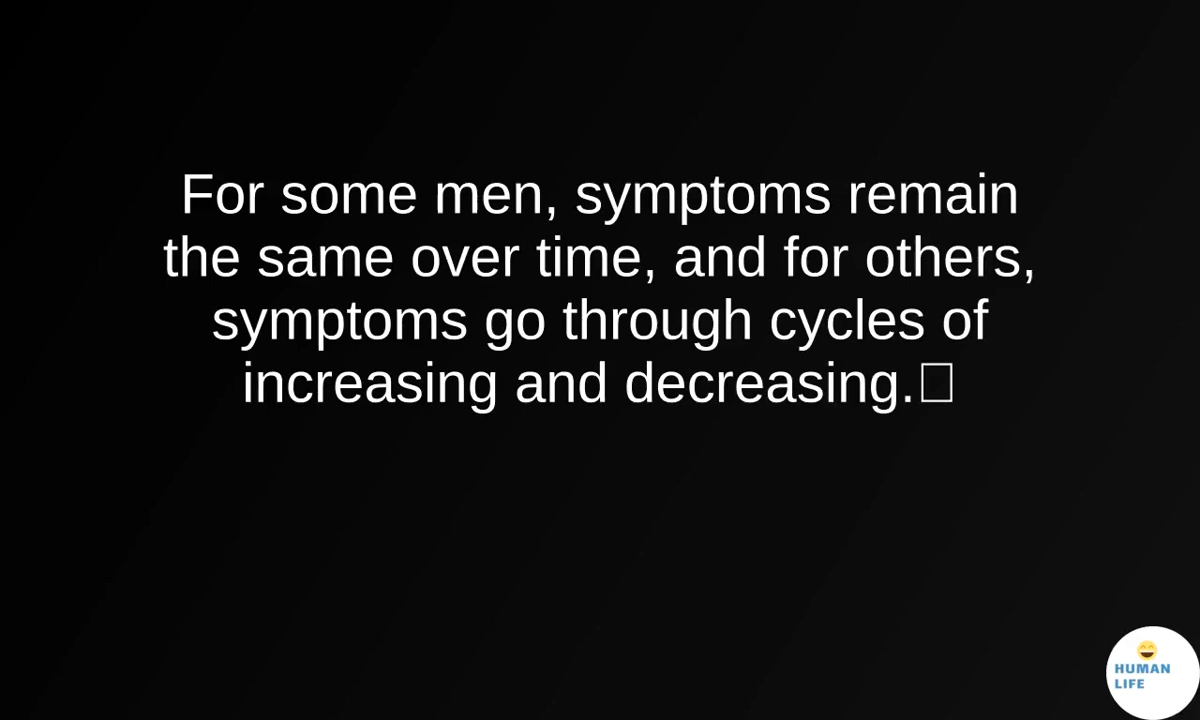 For some men, symptoms remain
the same over time, and for others,
symptoms go through cycles of
increasing and decreasing.
HUMAN
LIFE